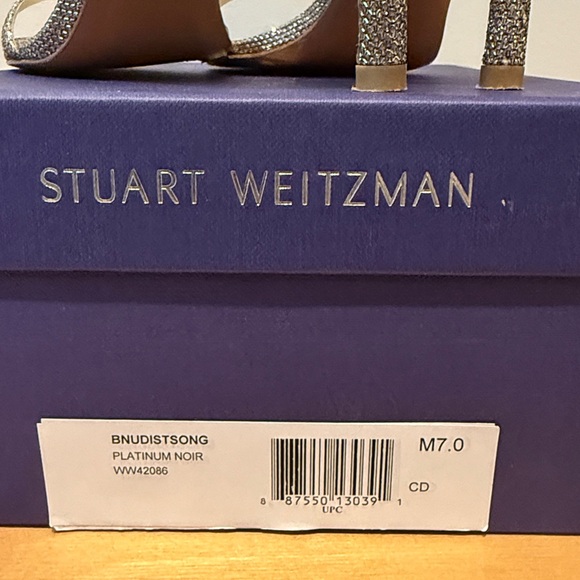 STUART WEITZMAN
BNUDISTSONG
PLATINUM NOIR
WW42086
M7.0
CD
8 87550 13039 1
UPC